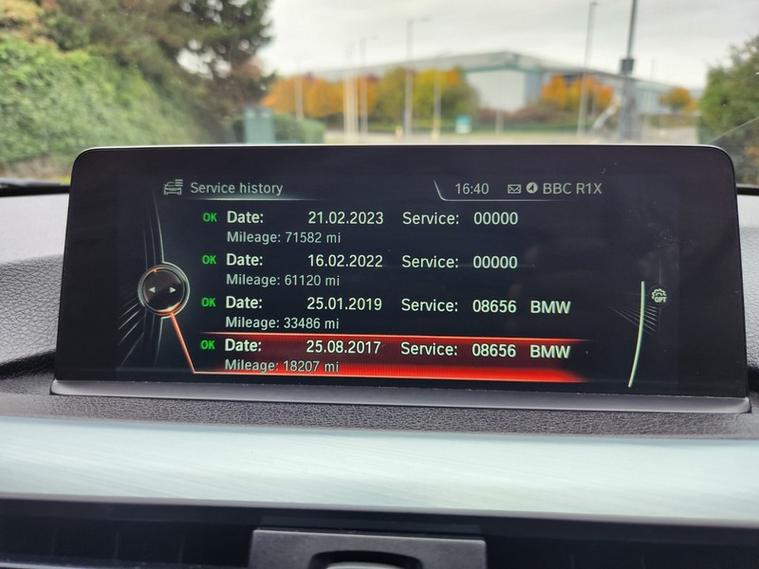 Service history 16:40 BBC R1X
OK Date: 21.02.2023 Service: 00000
Mileage: 71582 mi
OK Date: 16.02.2022 Service: 00000
Mileage: 61120 mi
OK Date: 25.01.2019 Service: 08656 BMW
Mileage: 33486 mi
OPT
OK Date: 25.08.2017 Service: 08656 BMW
Mileage: 18207 mi